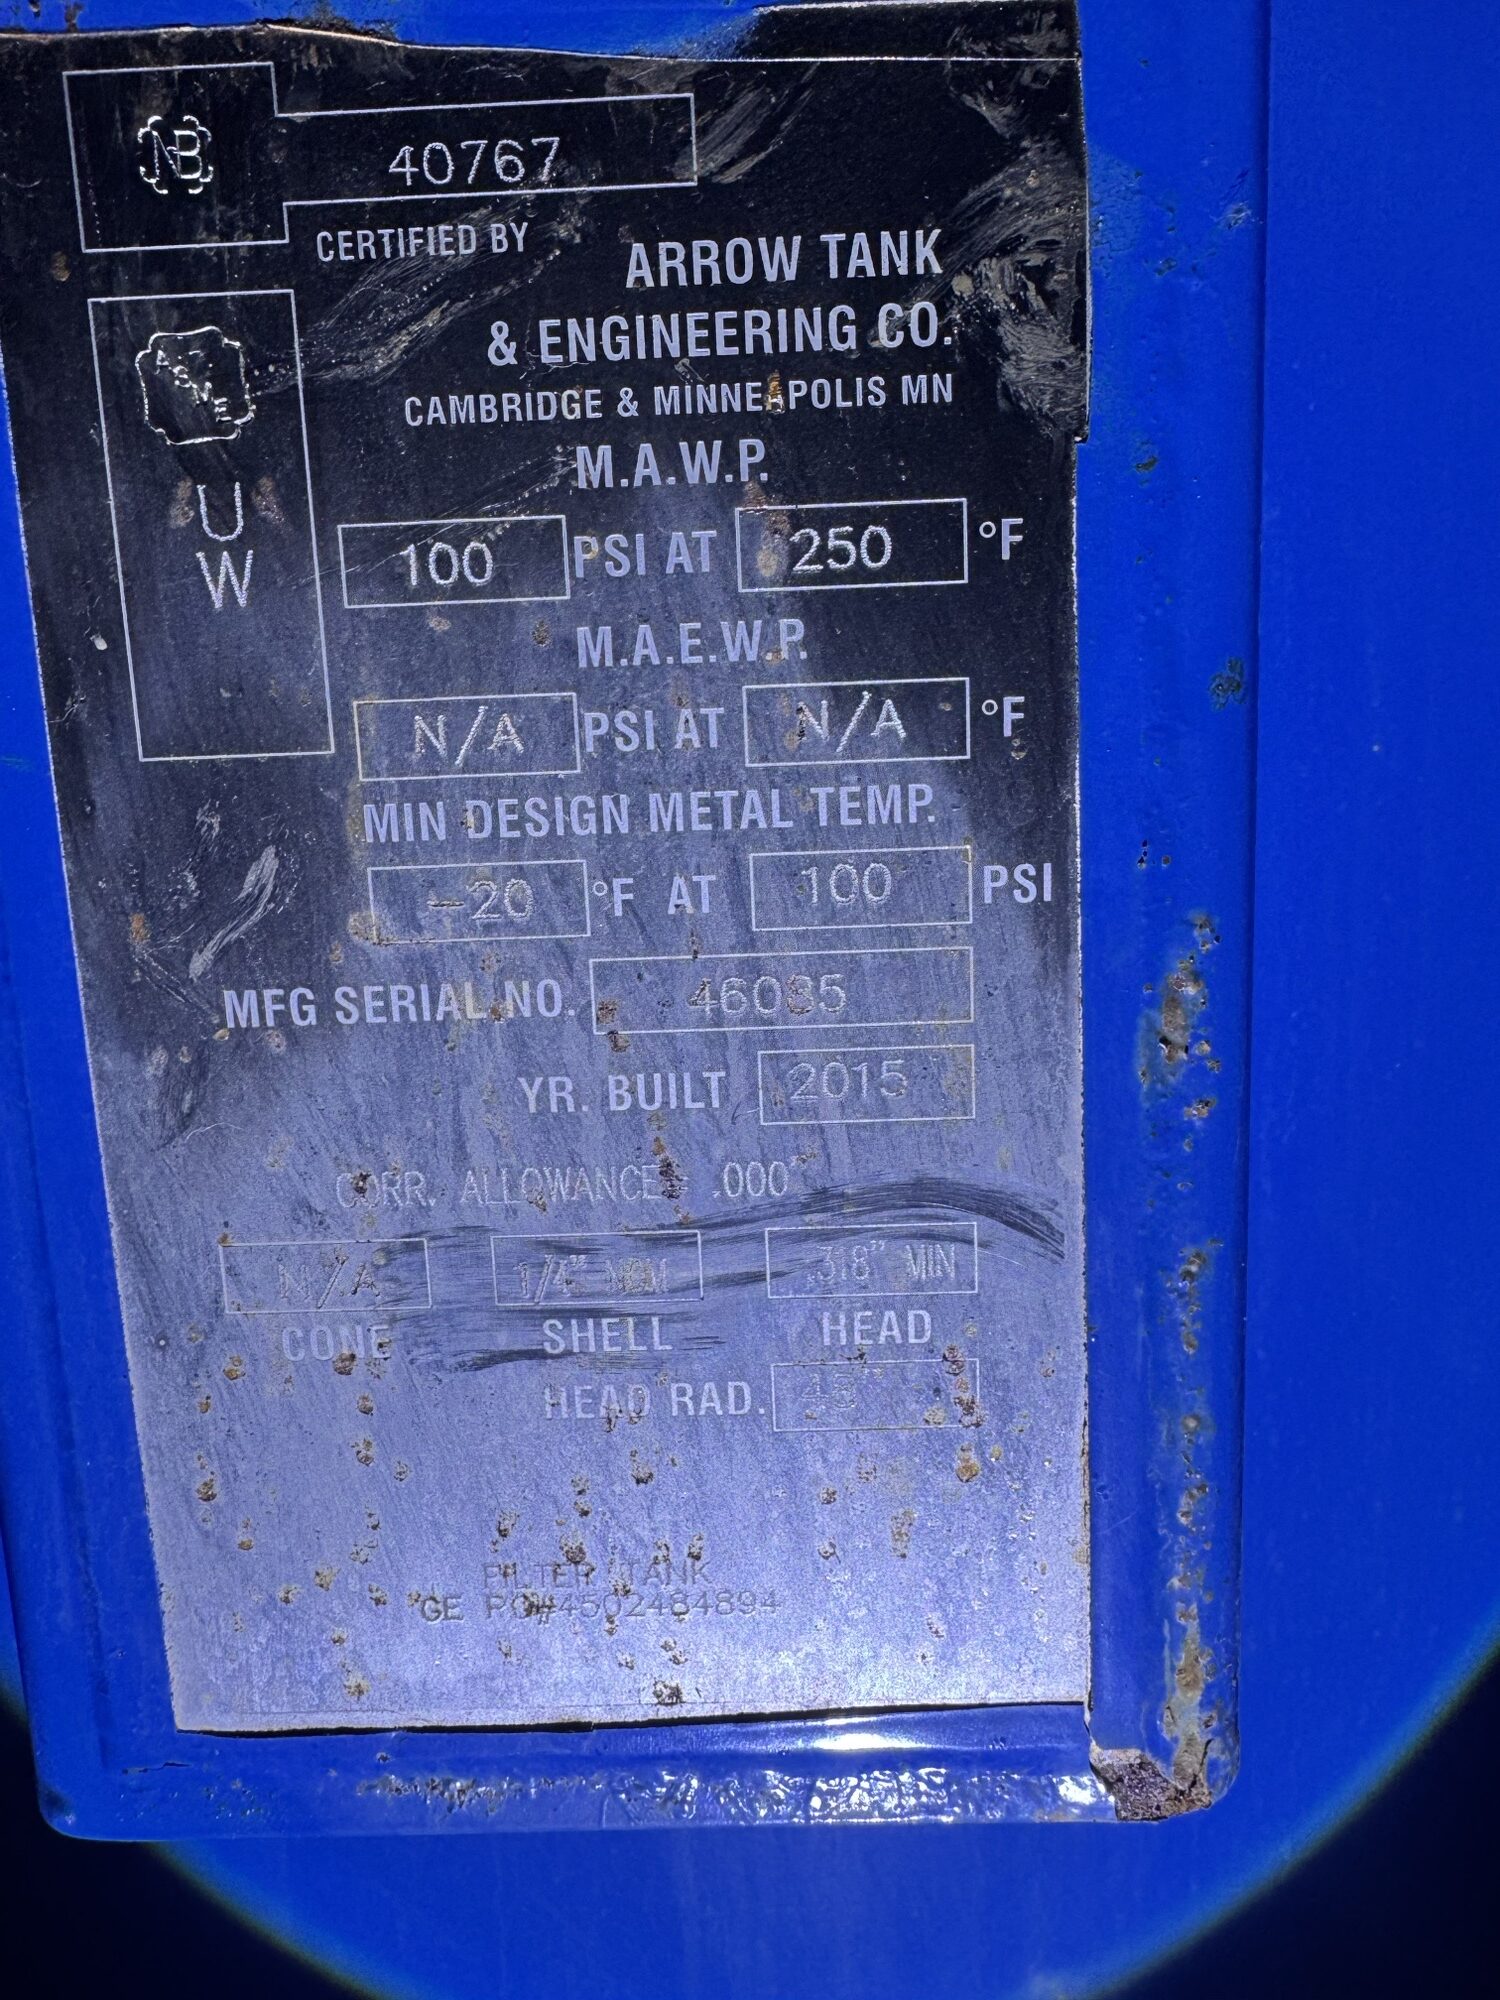 NB 40767
CERTIFIED BY
ARROW TANK
& ENGINEERING CO.
CAMBRIDGE & MINNEAPOLIS MN
ASME
U
W
M.A.W.P.
100 PSI AT 250 °F
M.A.E.W.P.
N/A PSI AT N/A °F
MIN DESIGN METAL TEMP.
-20 °F AT 100 PSI
MFG SERIAL NO. 46085
YR. BUILT 2015
CORR. ALLOWANCE= .000"
N/A 1/4" NOM .318" MIN
CONE SHELL HEAD
HEAD RAD.
FILTER TANK
GE PO#4502484894